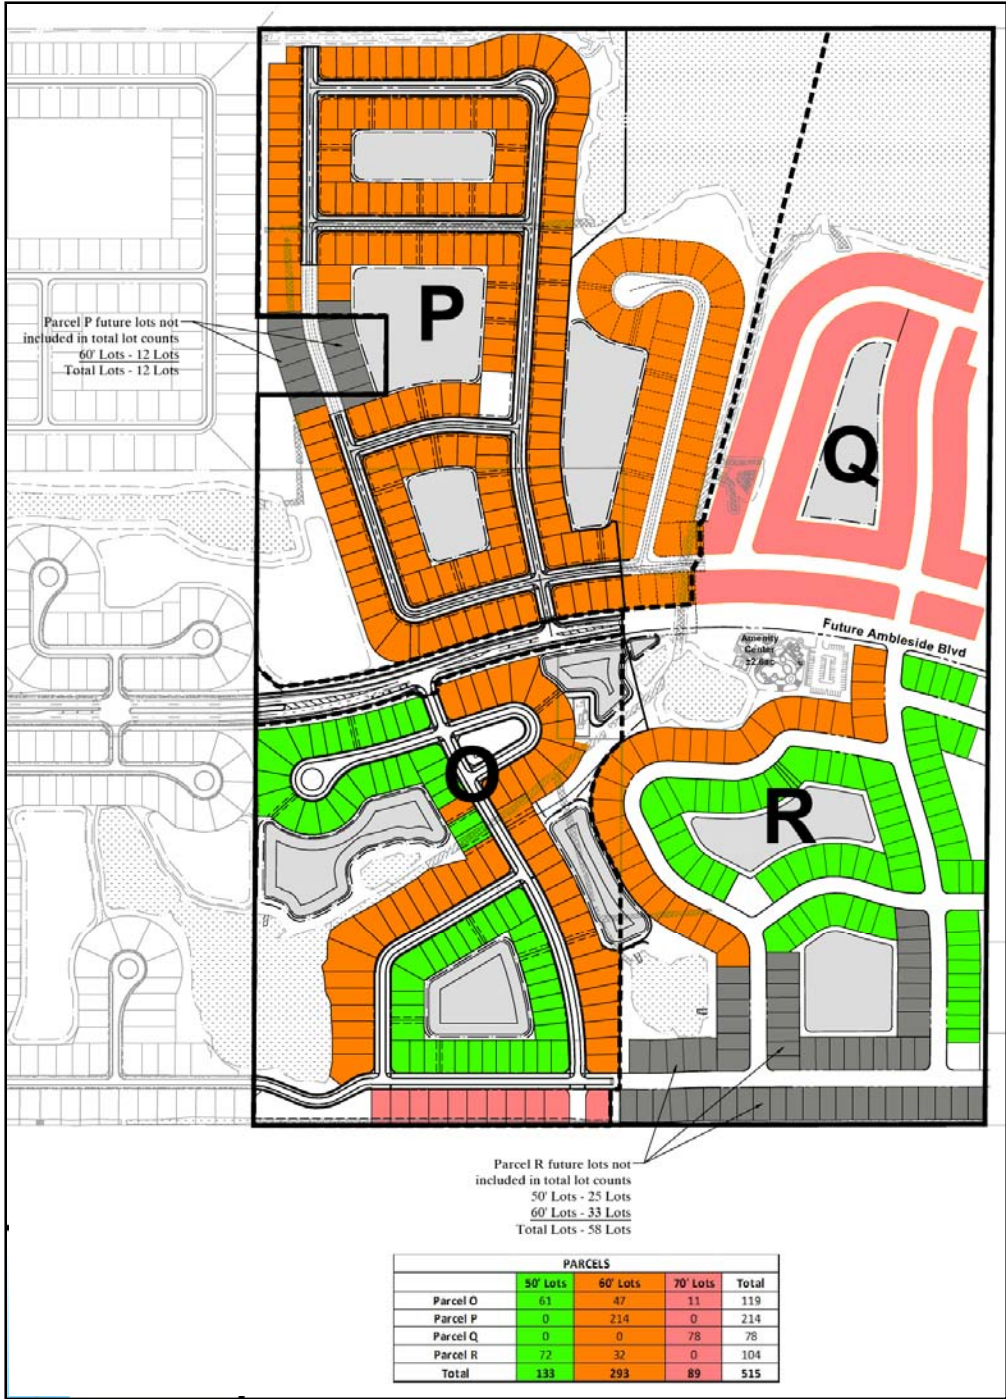 P
Parcel P future lots not
included in total lot counts
60' Lots - 12 Lots
Total Lots - 12 Lots
Q
Future Ambleside Blvd
Amenity
Center
±2.8ac
O
R
Parcel R future lots not
included in total lot counts
50' Lots - 25 Lots
60' Lots - 33 Lots
Total Lots - 58 Lots
PARCELS
50' Lots 60' Lots 70' Lots Total
Parcel O 61 47 11 119
Parcel P 0 214 0 214
Parcel Q 0 0 78 78
Parcel R 72 32 0 104
Total 133 293 89 515